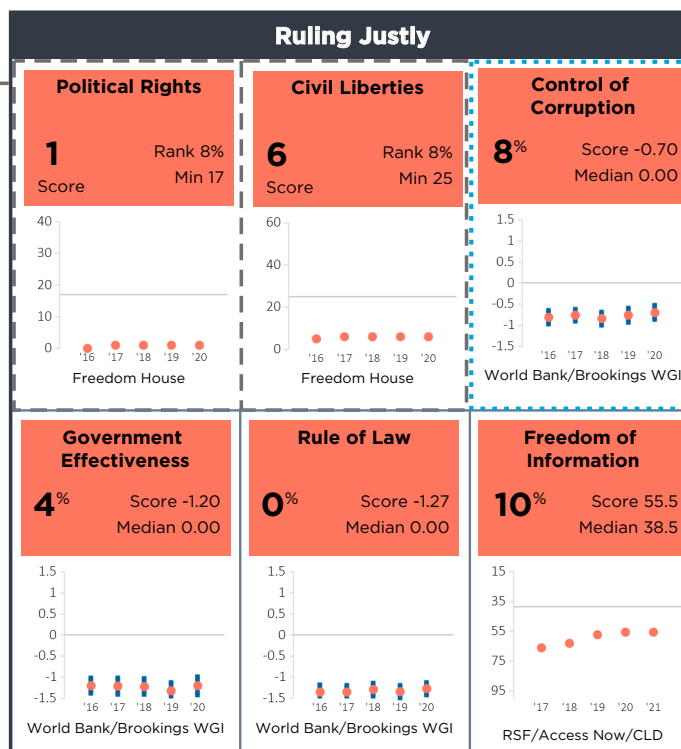 Ruling Justly
Political Rights
1
Score
Rank 8%
Min 17
40
30
20
10
0
'16 '17 '18 '19 '20
Freedom House
Civil Liberties
6
Score
Rank 8%
Min 25
60
40
20
0
'16 '17 '18 '19 '20
Freedom House
Control of
Corruption
8%
Score -0.70
Median 0.00
1.5
1
0.5
0
-0.5
-1
-1.5
'16 '17 '18 '19 '20
World Bank/Brookings WGI
Government
Effectiveness
4%
Score -1.20
Median 0.00
1.5
1
0.5
0
-0.5
-1
-1.5
'16 '17 '18 '19 '20
World Bank/Brookings WGI
Rule of Law
0%
Score -1.27
Median 0.00
1.5
1
0.5
0
-0.5
-1
-1.5
'16 '17 '18 '19 '20
World Bank/Brookings WGI
Freedom of
Information
10%
Score 55.5
Median 38.5
15
35
55
75
95
'17 '18 '19 '20 '21
RSF/Access Now/CLD